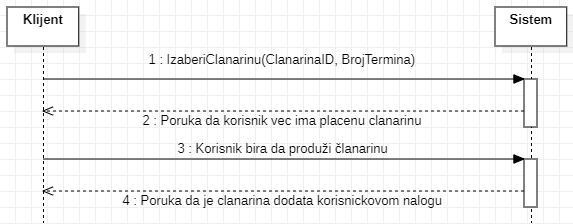 Klijent
Sistem
1 : IzaberiClanarinu(ClanarinaID, BrojTermina)
2 : Poruka da korisnik vec ima placenu clanarinu
3 : Korisnik bira da produži članarinu
4 : Poruka da je clanarina dodata korisnickovom nalogu